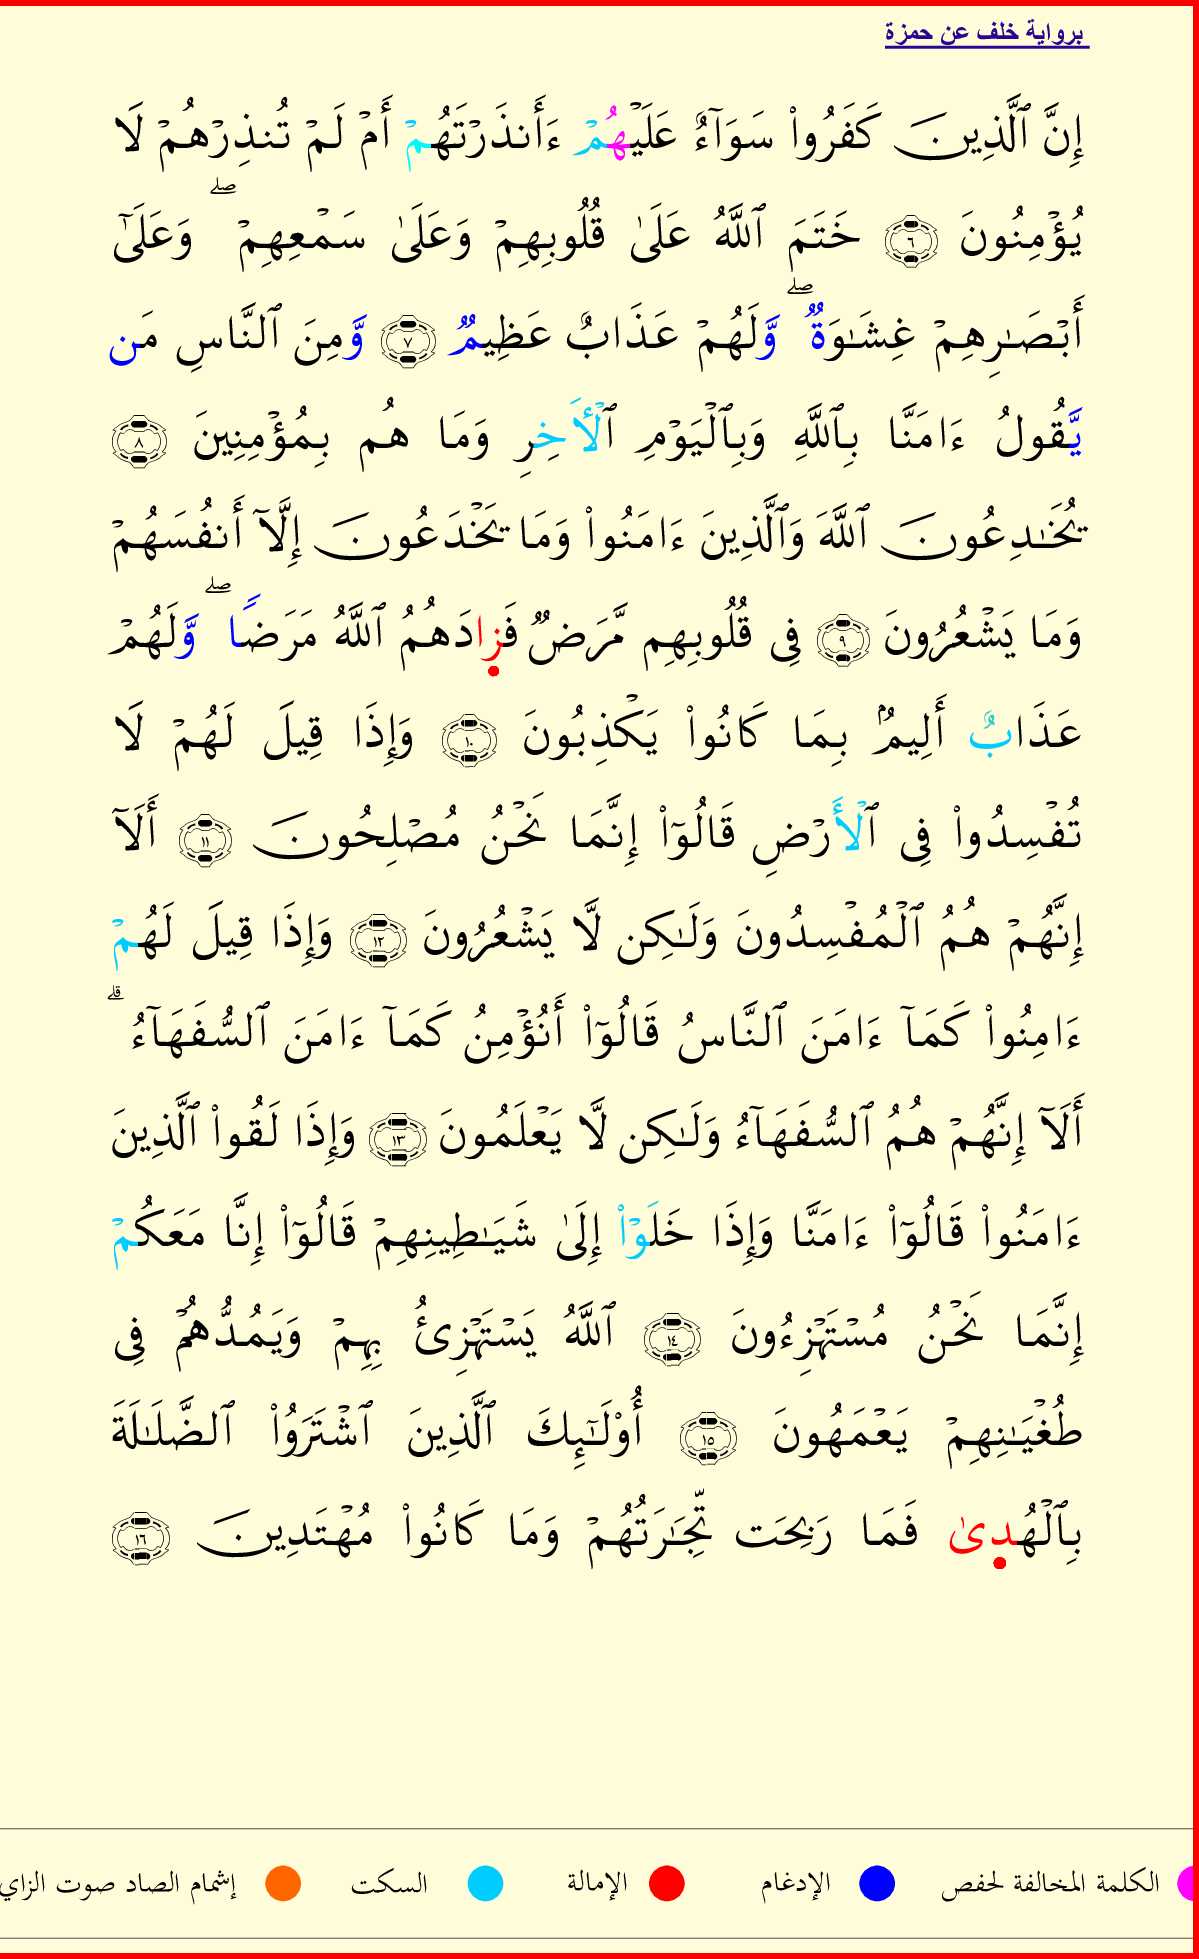 برواية خلف عن حمزة
إِنَّ ٱلَّذِينَ كَفَرُوا۟ سَوَآءٌ عَلَيْهُمْ ءَأَنذَرْتَهُمْ أَمْ لَمْ تُنذِرْهُمْ لَا
يُؤْمِنُونَ ٦ خَتَمَ ٱللَّهُ عَلَىٰ قُلُوبِهِمْ وَعَلَىٰ سَمْعِهِمْ ۖ وَعَلَىٰٓ
أَبْصَـٰرِهِمْ غِشَـٰوَةٌ ۖ وَّلَهُمْ عَذَابٌ عَظِيمٌ ٧ وَّمِنَ ٱلنَّاسِ مَن
يَّقُولُ ءَامَنَّا بِٱللَّهِ وَبِٱلْيَوْمِ ٱلْأَخِرِ وَمَا هُم بِمُؤْمِنِينَ ٨
يُخَـٰدِعُونَ ٱللَّهَ وَٱلَّذِينَ ءَامَنُوا۟ وَمَا يَخْدَعُونَ إِلَّآ أَنفُسَهُمْ
وَمَا يَشْعُرُونَ ٩ فِى قُلُوبِهِم مَّرَضٌ فَزِادَهُمُ ٱللَّهُ مَرَضًا ۖ وَّلَهُمْ
عَذَابٌ أَلِيمٌۢ بِمَا كَانُوا۟ يَكْذِبُونَ ١٠ وَإِذَا قِيلَ لَهُمْ لَا
تُفْسِدُوا۟ فِى ٱلْأَرْضِ قَالُوٓا۟ إِنَّمَا نَحْنُ مُصْلِحُونَ ١١ أَلَآ
إِنَّهُمْ هُمُ ٱلْمُفْسِدُونَ وَلَـٰكِن لَّا يَشْعُرُونَ ١٢ وَإِذَا قِيلَ لَهُمْ
ءَامِنُوا۟ كَمَآ ءَامَنَ ٱلنَّاسُ قَالُوٓا۟ أَنُؤْمِنُ كَمَآ ءَامَنَ ٱلسُّفَهَآءُ ۗ
أَلَآ إِنَّهُمْ هُمُ ٱلسُّفَهَآءُ وَلَـٰكِن لَّا يَعْلَمُونَ ١٣ وَإِذَا لَقُوا۟ ٱلَّذِينَ
ءَامَنُوا۟ قَالُوٓا۟ ءَامَنَّا وَإِذَا خَلَوْا۟ إِلَىٰ شَيَـٰطِينِهِمْ قَالُوٓا۟ إِنَّا مَعَكُمْ
إِنَّمَا نَحْنُ مُسْتَهْزِءُونَ ١٤ ٱللَّهُ يَسْتَهْزِئُ بِهِمْ وَيَمُدُّهُمْ فِى
طُغْيَـٰنِهِمْ يَعْمَهُونَ ١٥ أُو۟لَـٰٓئِكَ ٱلَّذِينَ ٱشْتَرَوُا۟ ٱلضَّلَـٰلَةَ
بِٱلْهُدِىٰ فَمَا رَبِحَت تِّجَـٰرَتُهُمْ وَمَا كَانُوا۟ مُهْتَدِينَ ١٦
الكلمة المخالفة لحفص الإدغام الإمالة السكت إشمام الصاد صوت الزاي